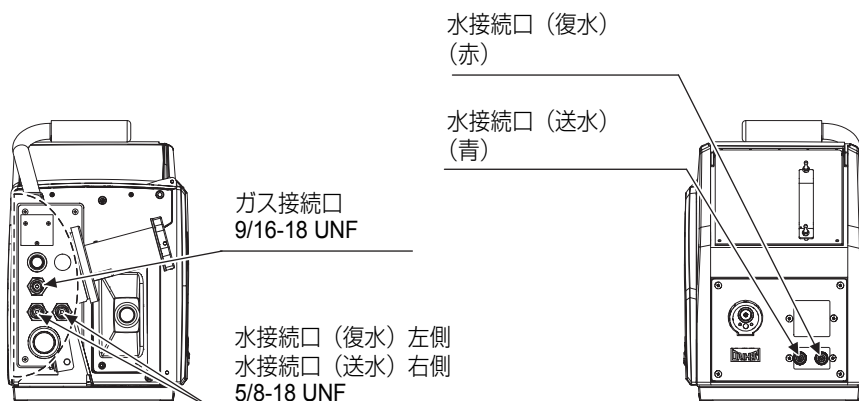 水接続口（復水）
（赤）
水接続口（送水）
（青）
ガス接続口
9/16-18 UNF
水接続口（復水）左側
水接続口（送水）右側
5/8-18 UNF